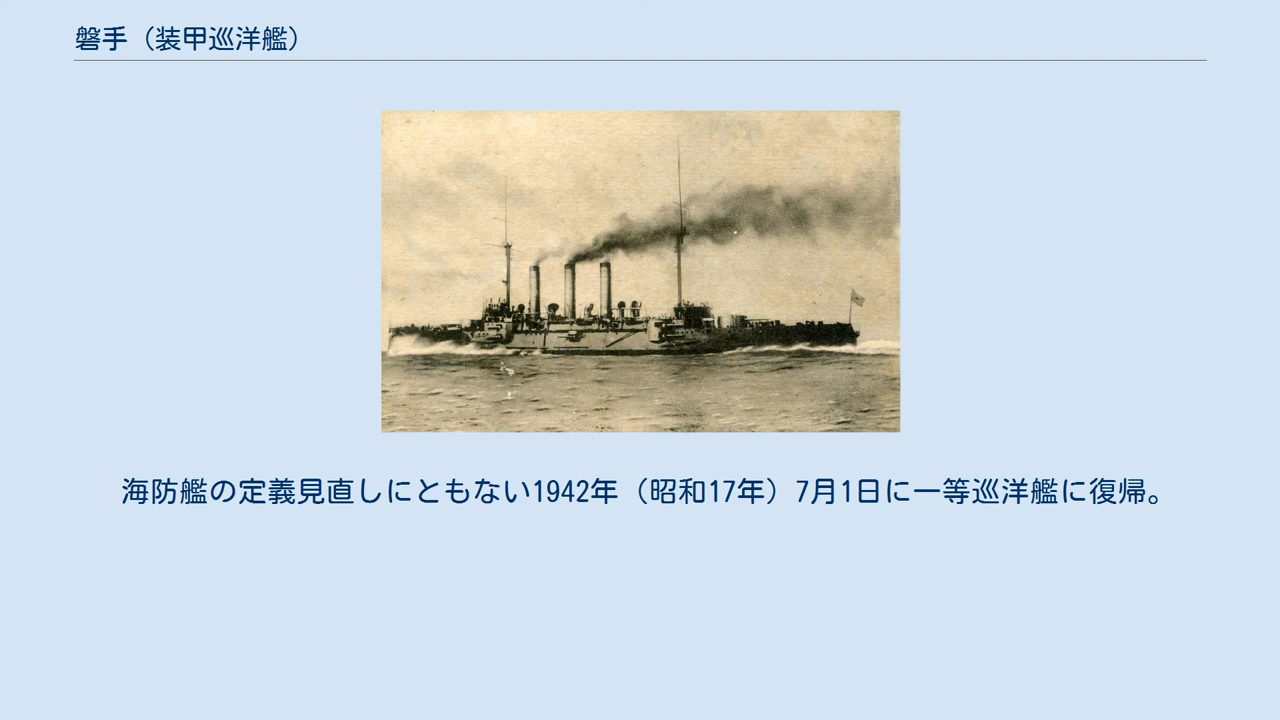 磐手（装甲巡洋艦）
海防艦の定義見直しにともない1942年（昭和17年）7月1日に一等巡洋艦に復帰。